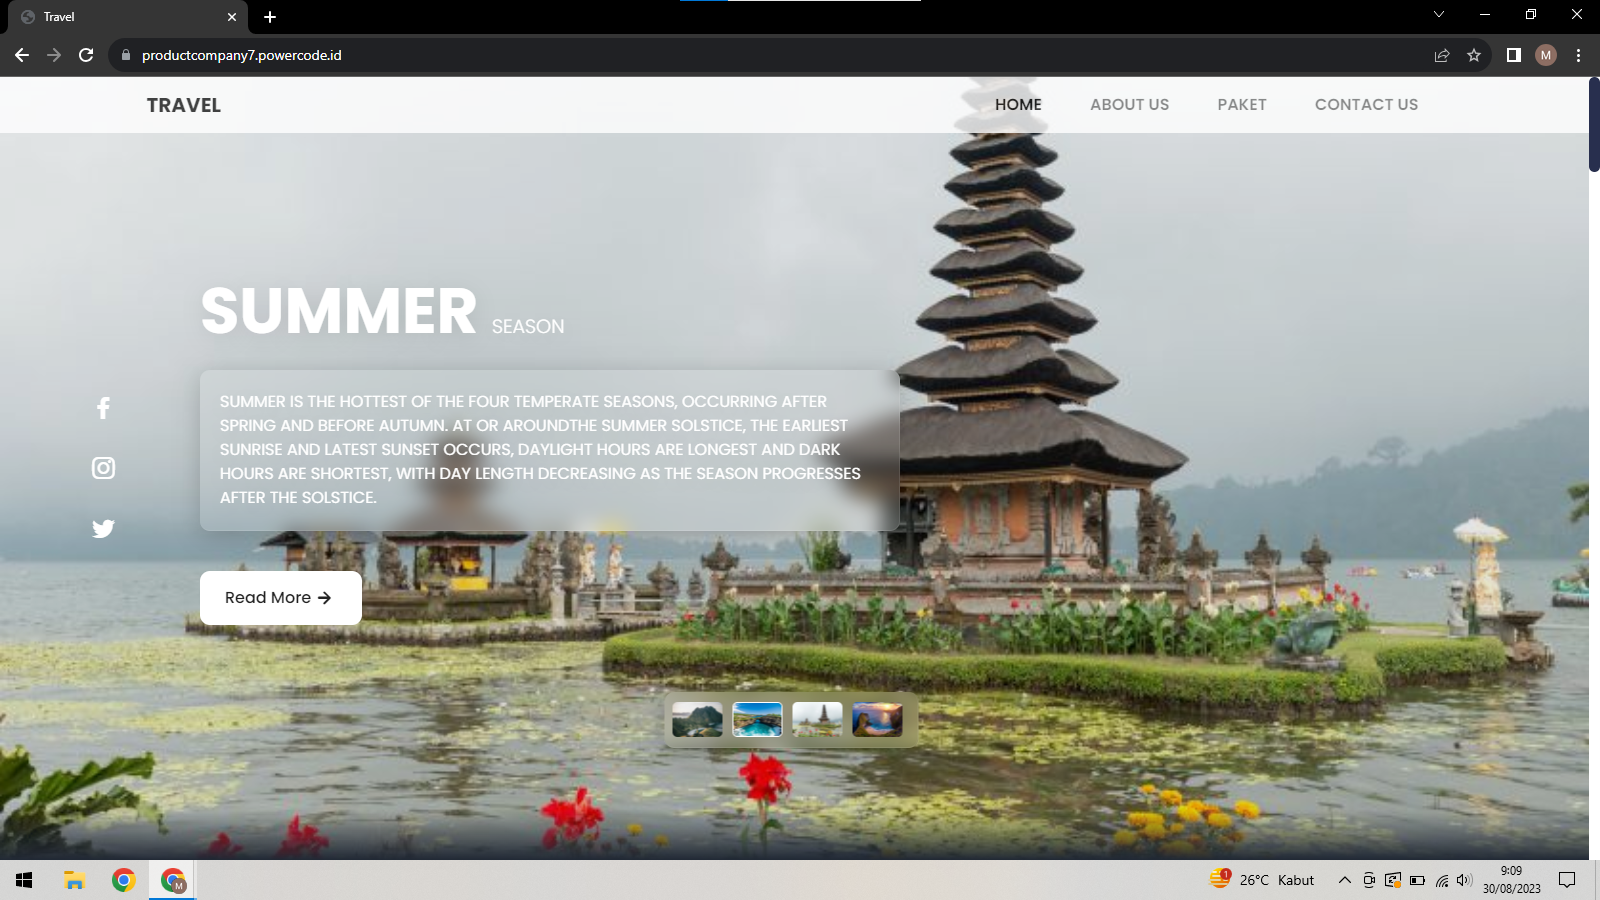 Travel
productcompany7.powercode.id
M
TRAVEL
HOME ABOUT US PAKET CONTACT US
SUMMER SEASON
SUMMER IS THE HOTTEST OF THE FOUR TEMPERATE SEASONS, OCCURRING AFTER
SPRING AND BEFORE AUTUMN. AT OR AROUNDTHE SUMMER SOLSTICE, THE EARLIEST
SUNRISE AND LATEST SUNSET OCCURS, DAYLIGHT HOURS ARE LONGEST AND DARK
HOURS ARE SHORTEST, WITH DAY LENGTH DECREASING AS THE SEASON PROGRESSES
AFTER THE SOLSTICE.
Read More
M
1
26°C Kabut
9:09
30/08/2023